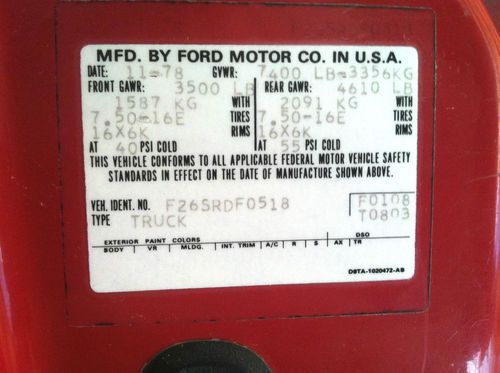 MFD. BY FORD MOTOR CO. IN U.S.A.
DATE: 11-78 GVWR: 7400 LB=3356KG
FRONT GAWR: 3500 LB REAR GAWR: 4610 LB
1587 KG WITH 2091 KG WITH
7.50-16E TIRES 7.50-16E TIRES
16X6K RIMS 16X6K RIMS
AT 40 PSI COLD AT 55 PSI COLD
THIS VEHICLE CONFORMS TO ALL APPLICABLE FEDERAL MOTOR VEHICLE SAFETY
STANDARDS IN EFFECT ON THE DATE OF MANUFACTURE SHOWN ABOVE.
VEH. IDENT. NO. F26SRDF0518 F0108
TYPE TRUCK T0803
EXTERIOR PAINT COLORS DSO
BODY VR MLDG. INT. TRIM A/C R S AX TR
D9TA-1020472-AB